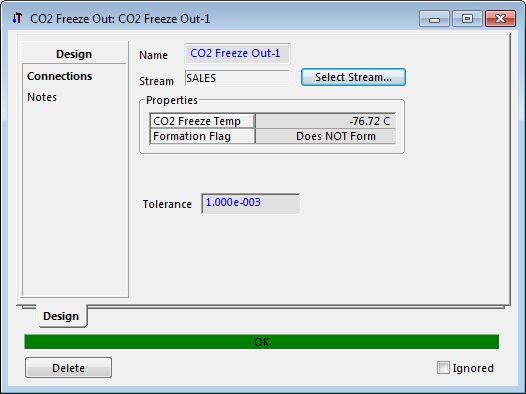 CO2 Freeze Out: CO2 Freeze Out-1
Design
Connections
Notes
Name CO2 Freeze Out-1
Stream SALES Select Stream...
Properties
CO2 Freeze Temp -76.72 C
Formation Flag Does NOT Form
Tolerance 1.000e-003
Design
OK
Delete Ignored